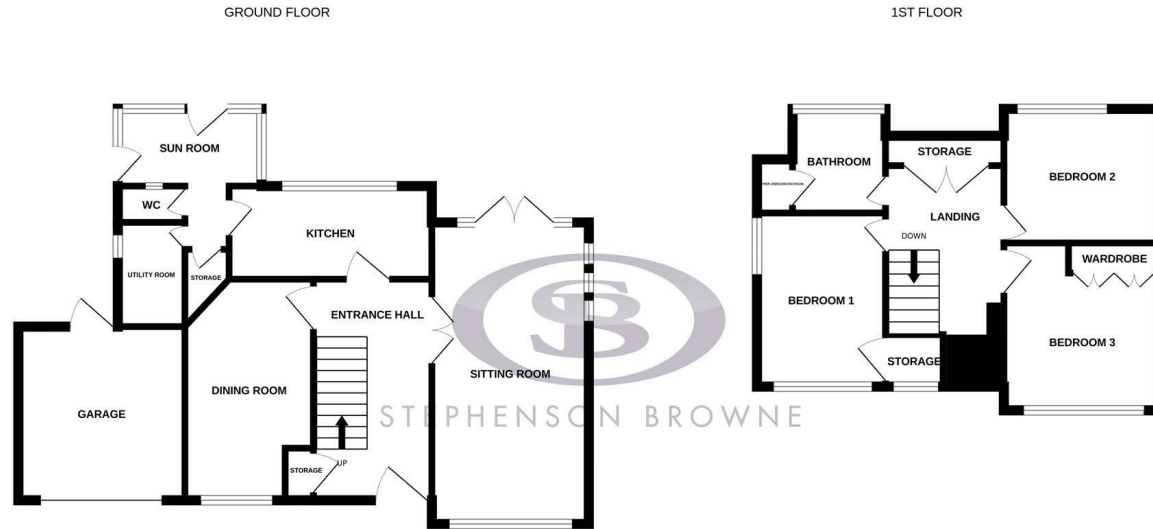 GROUND FLOOR
1ST FLOOR
SUN ROOM
WC
KITCHEN
UTILITY ROOM
STORAGE
ENTRANCE HALL
DINING ROOM
SITTING ROOM
GARAGE
STORAGE
UP
STORAGE
BATHROOM
BEDROOM 2
LANDING
DOWN
WARDROBE
BEDROOM 1
BEDROOM 3
STORAGE
SB
STEPHENSON BROWNE